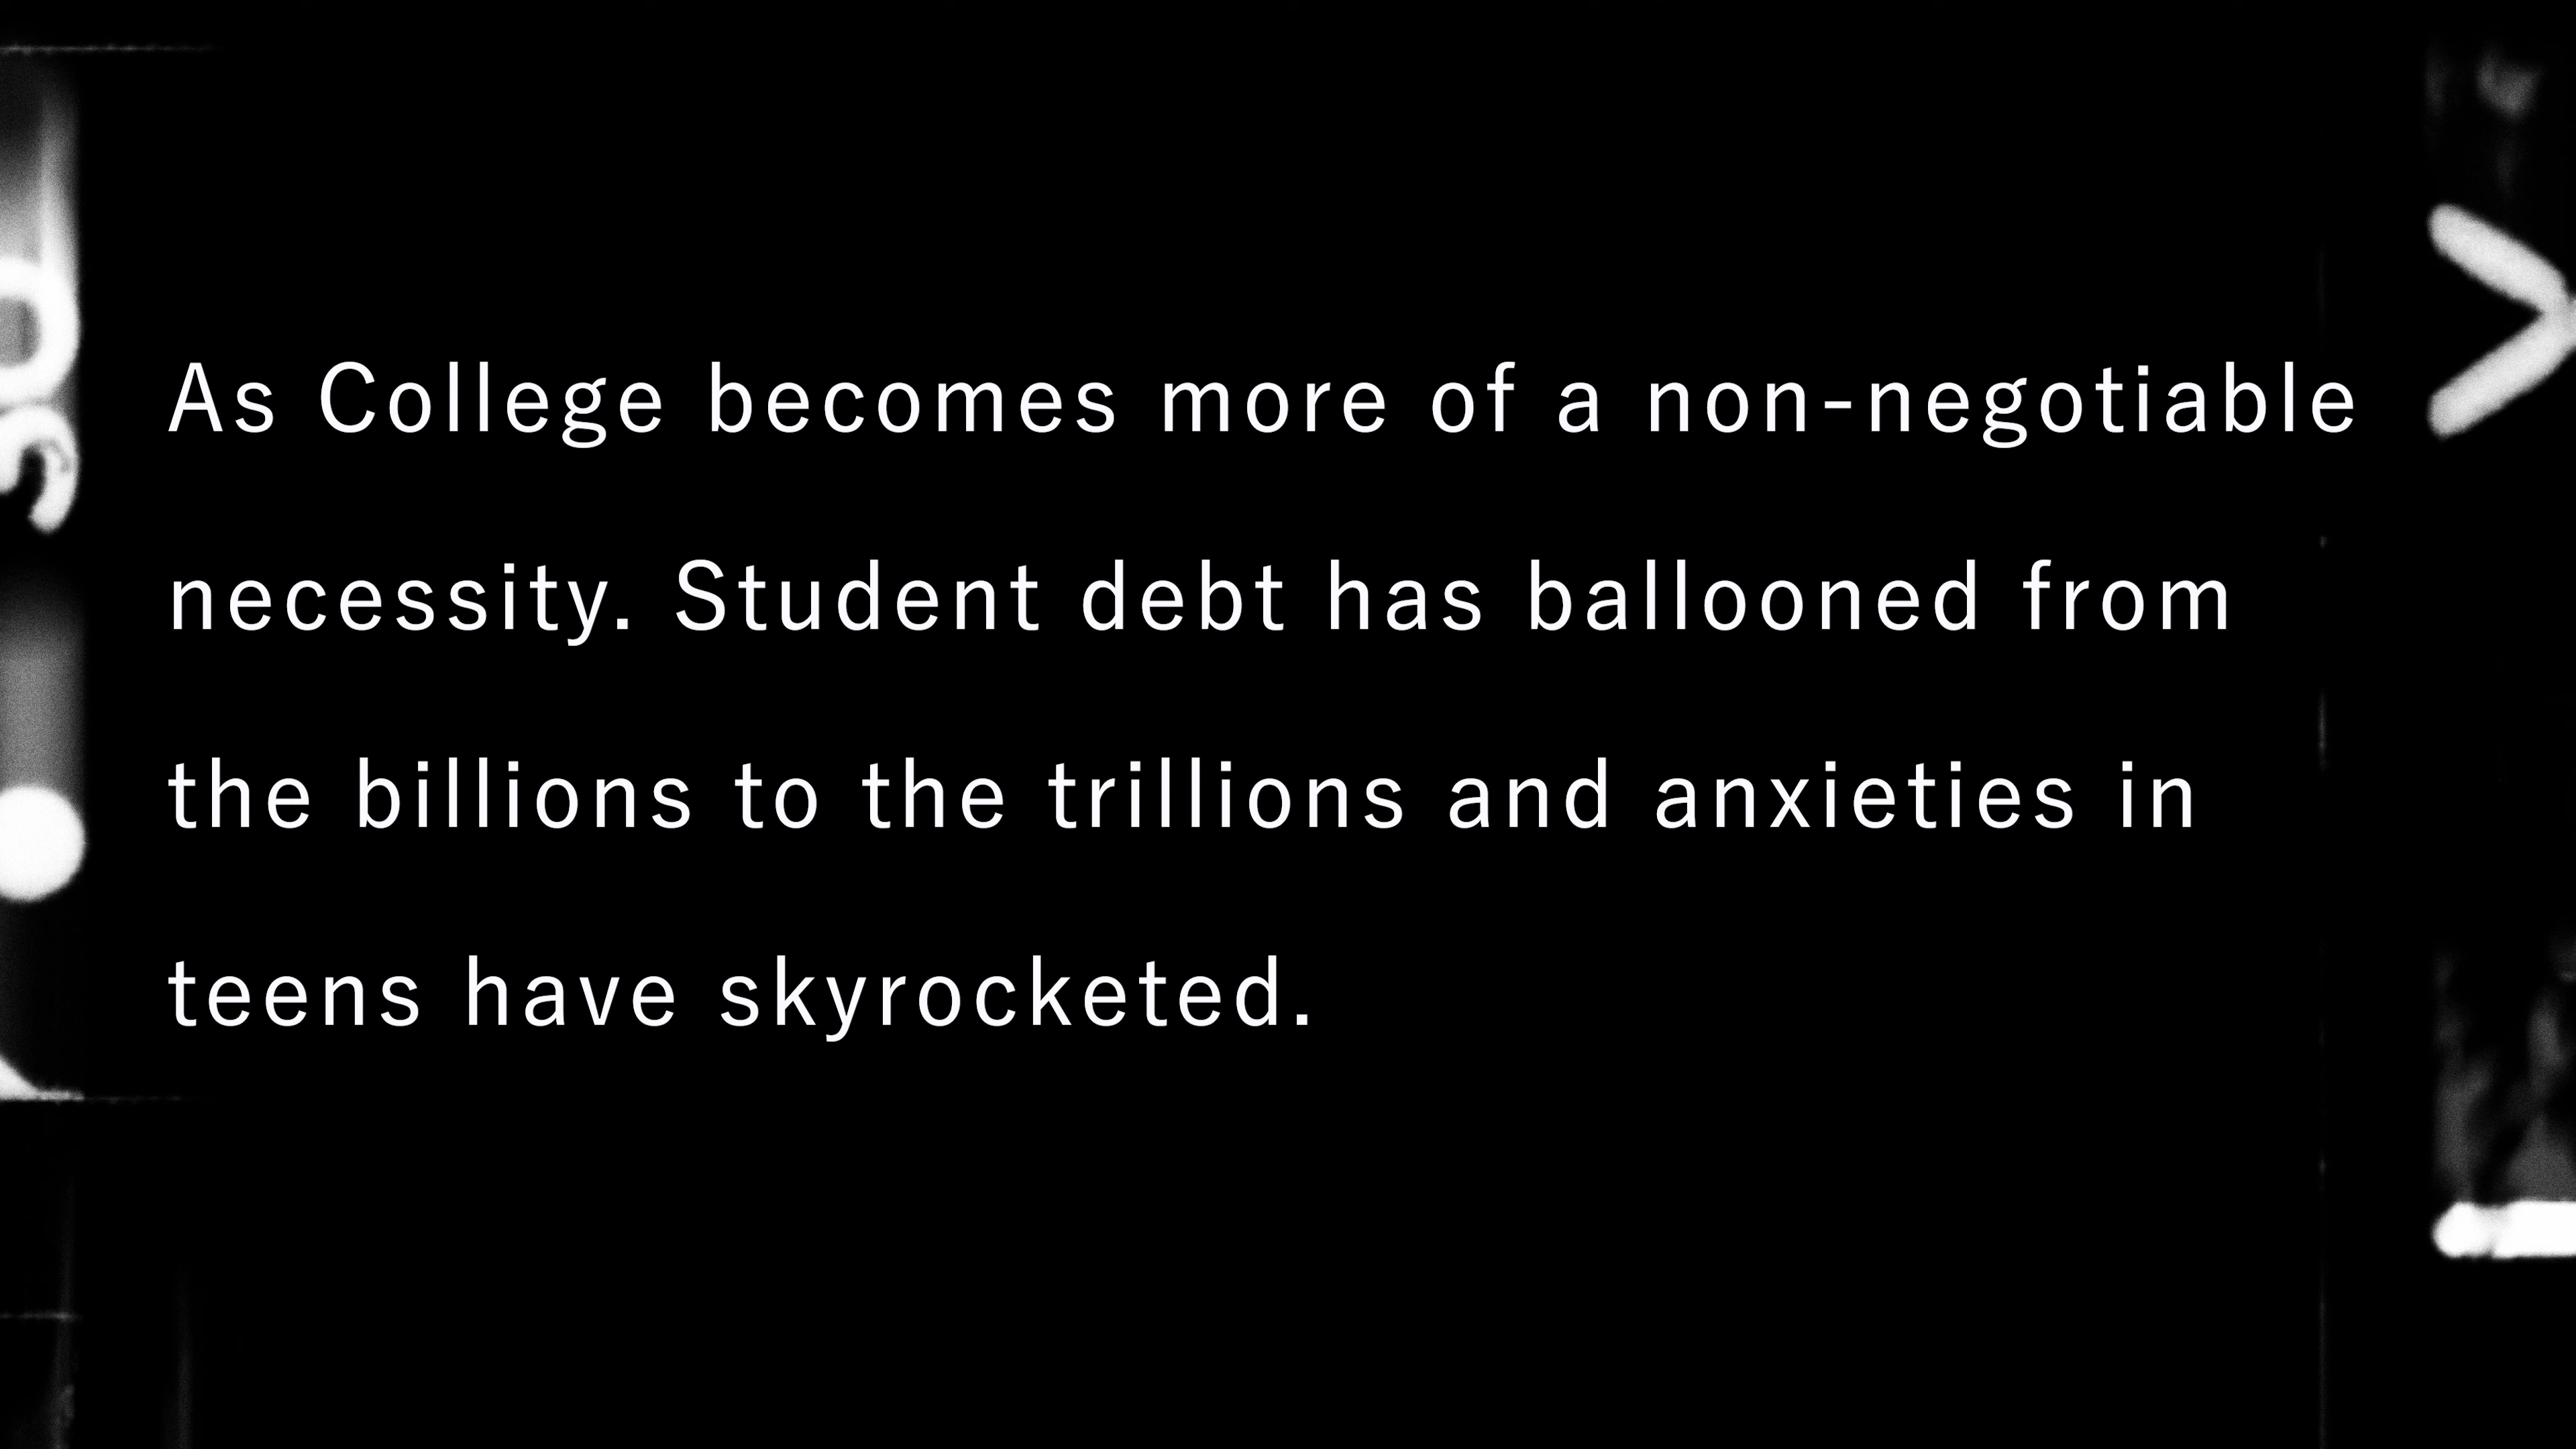 As College becomes more of a non-negotiable
necessity. Student debt has ballooned from
the billions to the trillions and anxieties in
teens have skyrocketed.